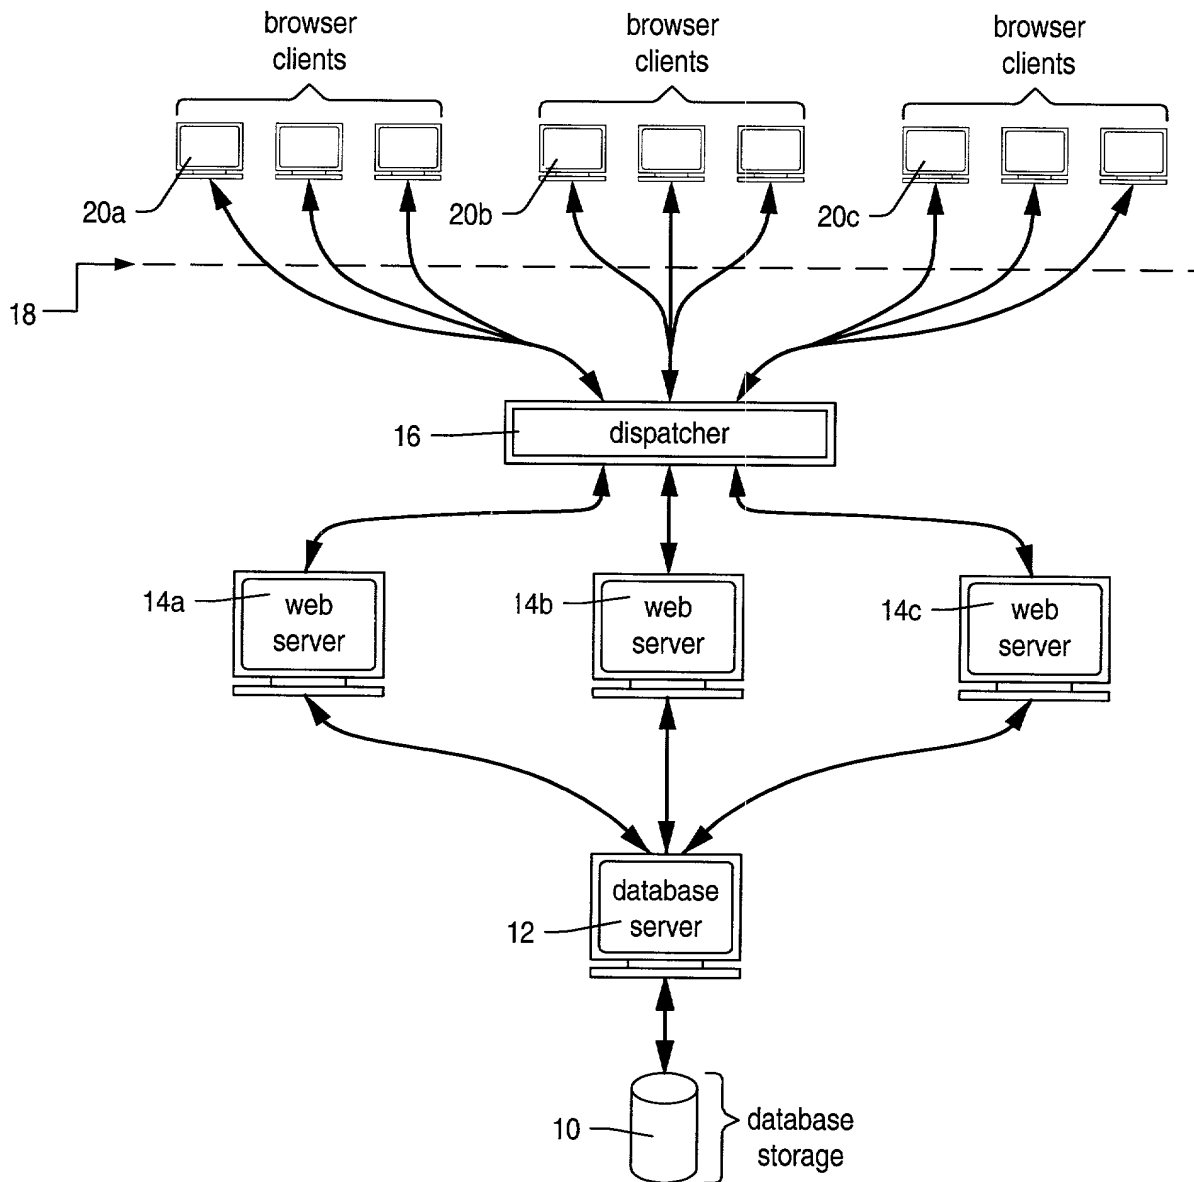 browser
clients
browser
clients
browser
clients
20a
20b
20c
18
16
dispatcher
14a
web
server
14b
web
server
14c
web
server
database
server
12
10
database
storage